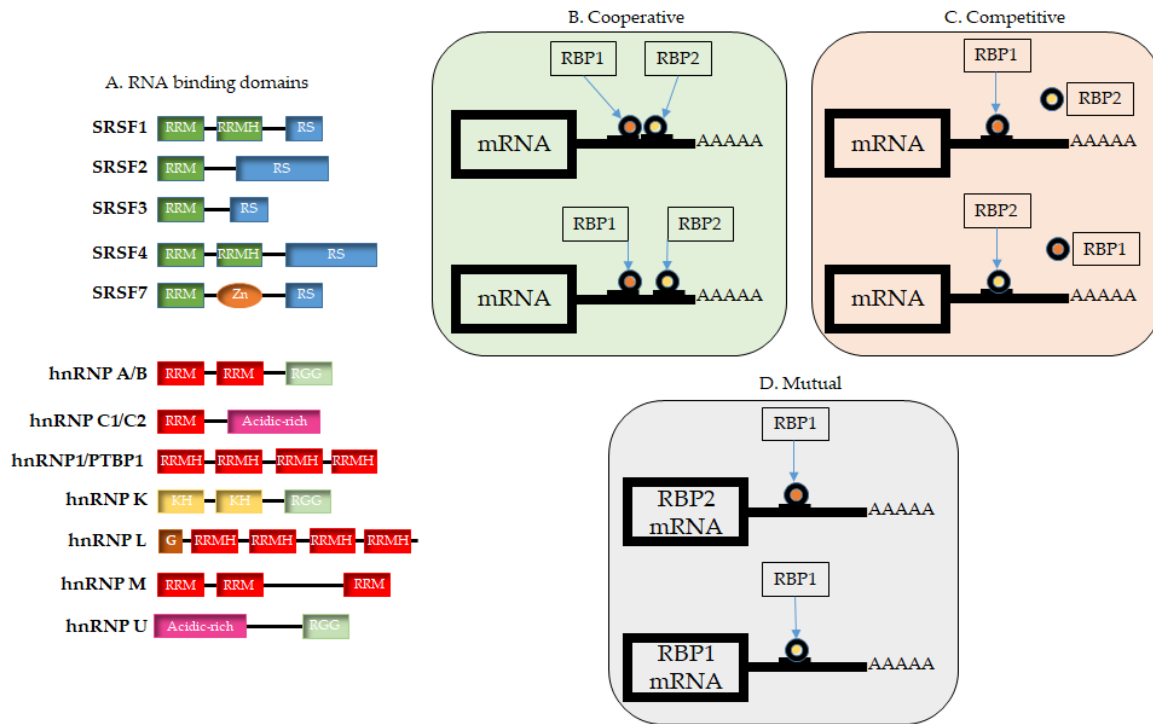 A. RNA binding domains
SRSF1
RRM RRMH RS
SRSF2
RRM RS
SRSF3
RRM RS
SRSF4
RRM RRMH RS
SRSF7
RRM Zn RS
hnRNP A/B
RRM RRM RGG
hnRNP C1/C2
RRM Acidic-rich
hnRNP1/PTBP1
RRMH RRMH RRMH RRMH
hnRNP K
KH KH RGG
hnRNP L
G RRMH RRMH RRMH RRMH
hnRNP M
RRM RRM RRM
hnRNP U
Acidic-rich RGG
B. Cooperative
RBP1 RBP2
mRNA AAAAA
RBP1 RBP2
mRNA AAAAA
C. Competitive
RBP1
RBP2
mRNA AAAAA
RBP2
RBP1
mRNA AAAAA
D. Mutual
RBP1
RBP2
mRNA
AAAAA
RBP1
RBP1
mRNA
AAAAA